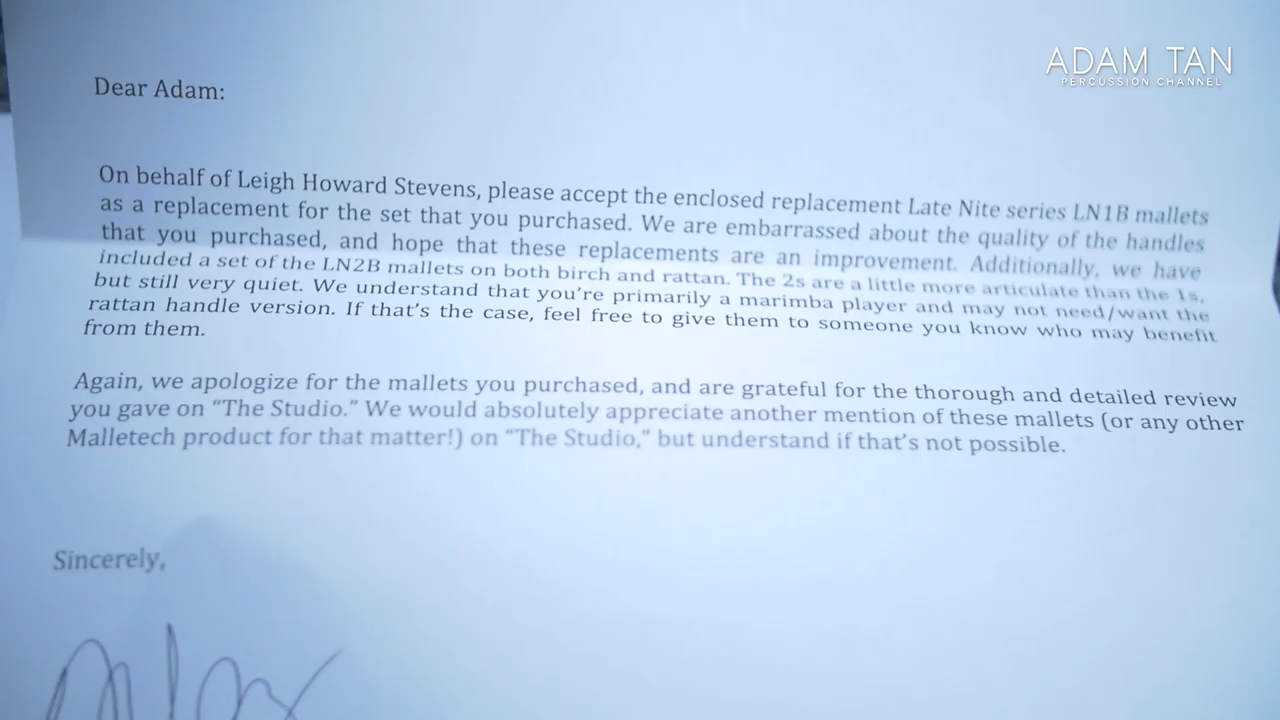 ADAM TAN
PERCUSSION CHANNEL
Dear Adam:
On behalf of Leigh Howard Stevens, please accept the enclosed replacement Late Nite series LN1B mallets
as a replacement for the set that you purchased. We are embarrassed about the quality of the handles
that you purchased, and hope that these replacements are an improvement. Additionally, we have
included a set of the LN2B mallets on both birch and rattan. The 2s are a little more articulate than the 1s,
but still very quiet. We understand that you're primarily a marimba player and may not need/want the
rattan handle version. If that's the case, feel free to give them to someone you know who may benefit
from them.
Again, we apologize for the mallets you purchased, and are grateful for the thorough and detailed review
you gave on “The Studio.” We would absolutely appreciate another mention of these mallets (or any other
Malletech product for that matter!) on “The Studio,” but understand if that's not possible.
Sincerely,